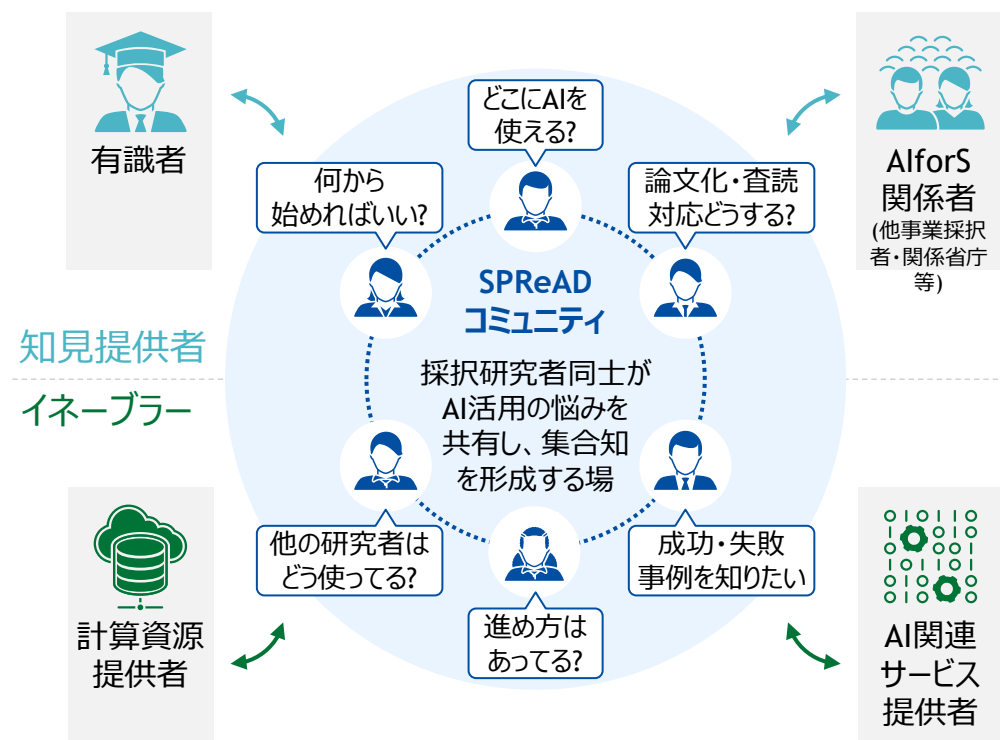 有識者
どこにAIを
使える?
何から
始めればいい?
論文化・査読
対応どうする?
AIforS
関係者
(他事業採択
者・関係省庁
等)
SPReAD
コミュニティ
知見提供者
イネーブラー
採択研究者同士が
AI活用の悩みを
共有し、集合知
を形成する場
他の研究者は
どう使ってる?
成功・失敗
事例を知りたい
進め方は
あってる?
計算資源
提供者
AI関連
サービス
提供者